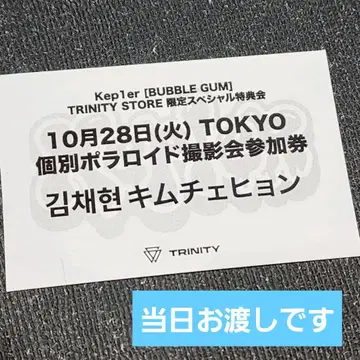 Kep1er [BUBBLE GUM]
TRINITY STORE 限定スペシャル特典会
10月28日(火) TOKYO
個別ポラロイド撮影会参加券
김채현 キムチェヒョン
TRINITY
当日お渡しです